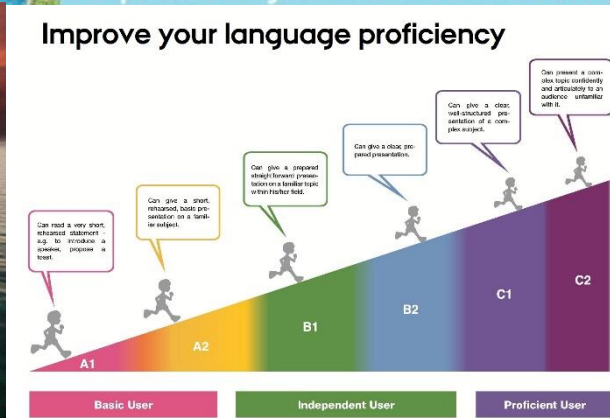 Improve your language proficiency
Can read a very short,
rehearsed statement -
e.g. to introduce a
speaker, propose a
toast.
Can give a short,
rehearsed, basic pre-
sentation on a famil-
iar subject.
Can give a prepared
straightforward presen-
tation on a familiar topic
within his/her field.
Can give a clear, pre-
pared presentation.
Can give a clear,
well-structured pre-
sentation of a com-
plex subject.
Can present a com-
plex topic confidently
and articulately to an
audience unfamiliar
with it.
A1
A2
B1
B2
C1
C2
Basic User
Independent User
Proficient User